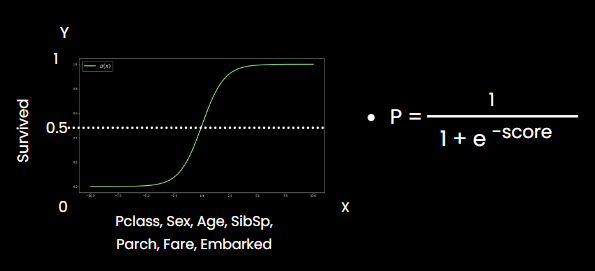 Y
1
σ(x)
Survived
0.5
0
X
Pclass, Sex, Age, SibSp,
Parch, Fare, Embarked
• P = 1 / 1 + e −score